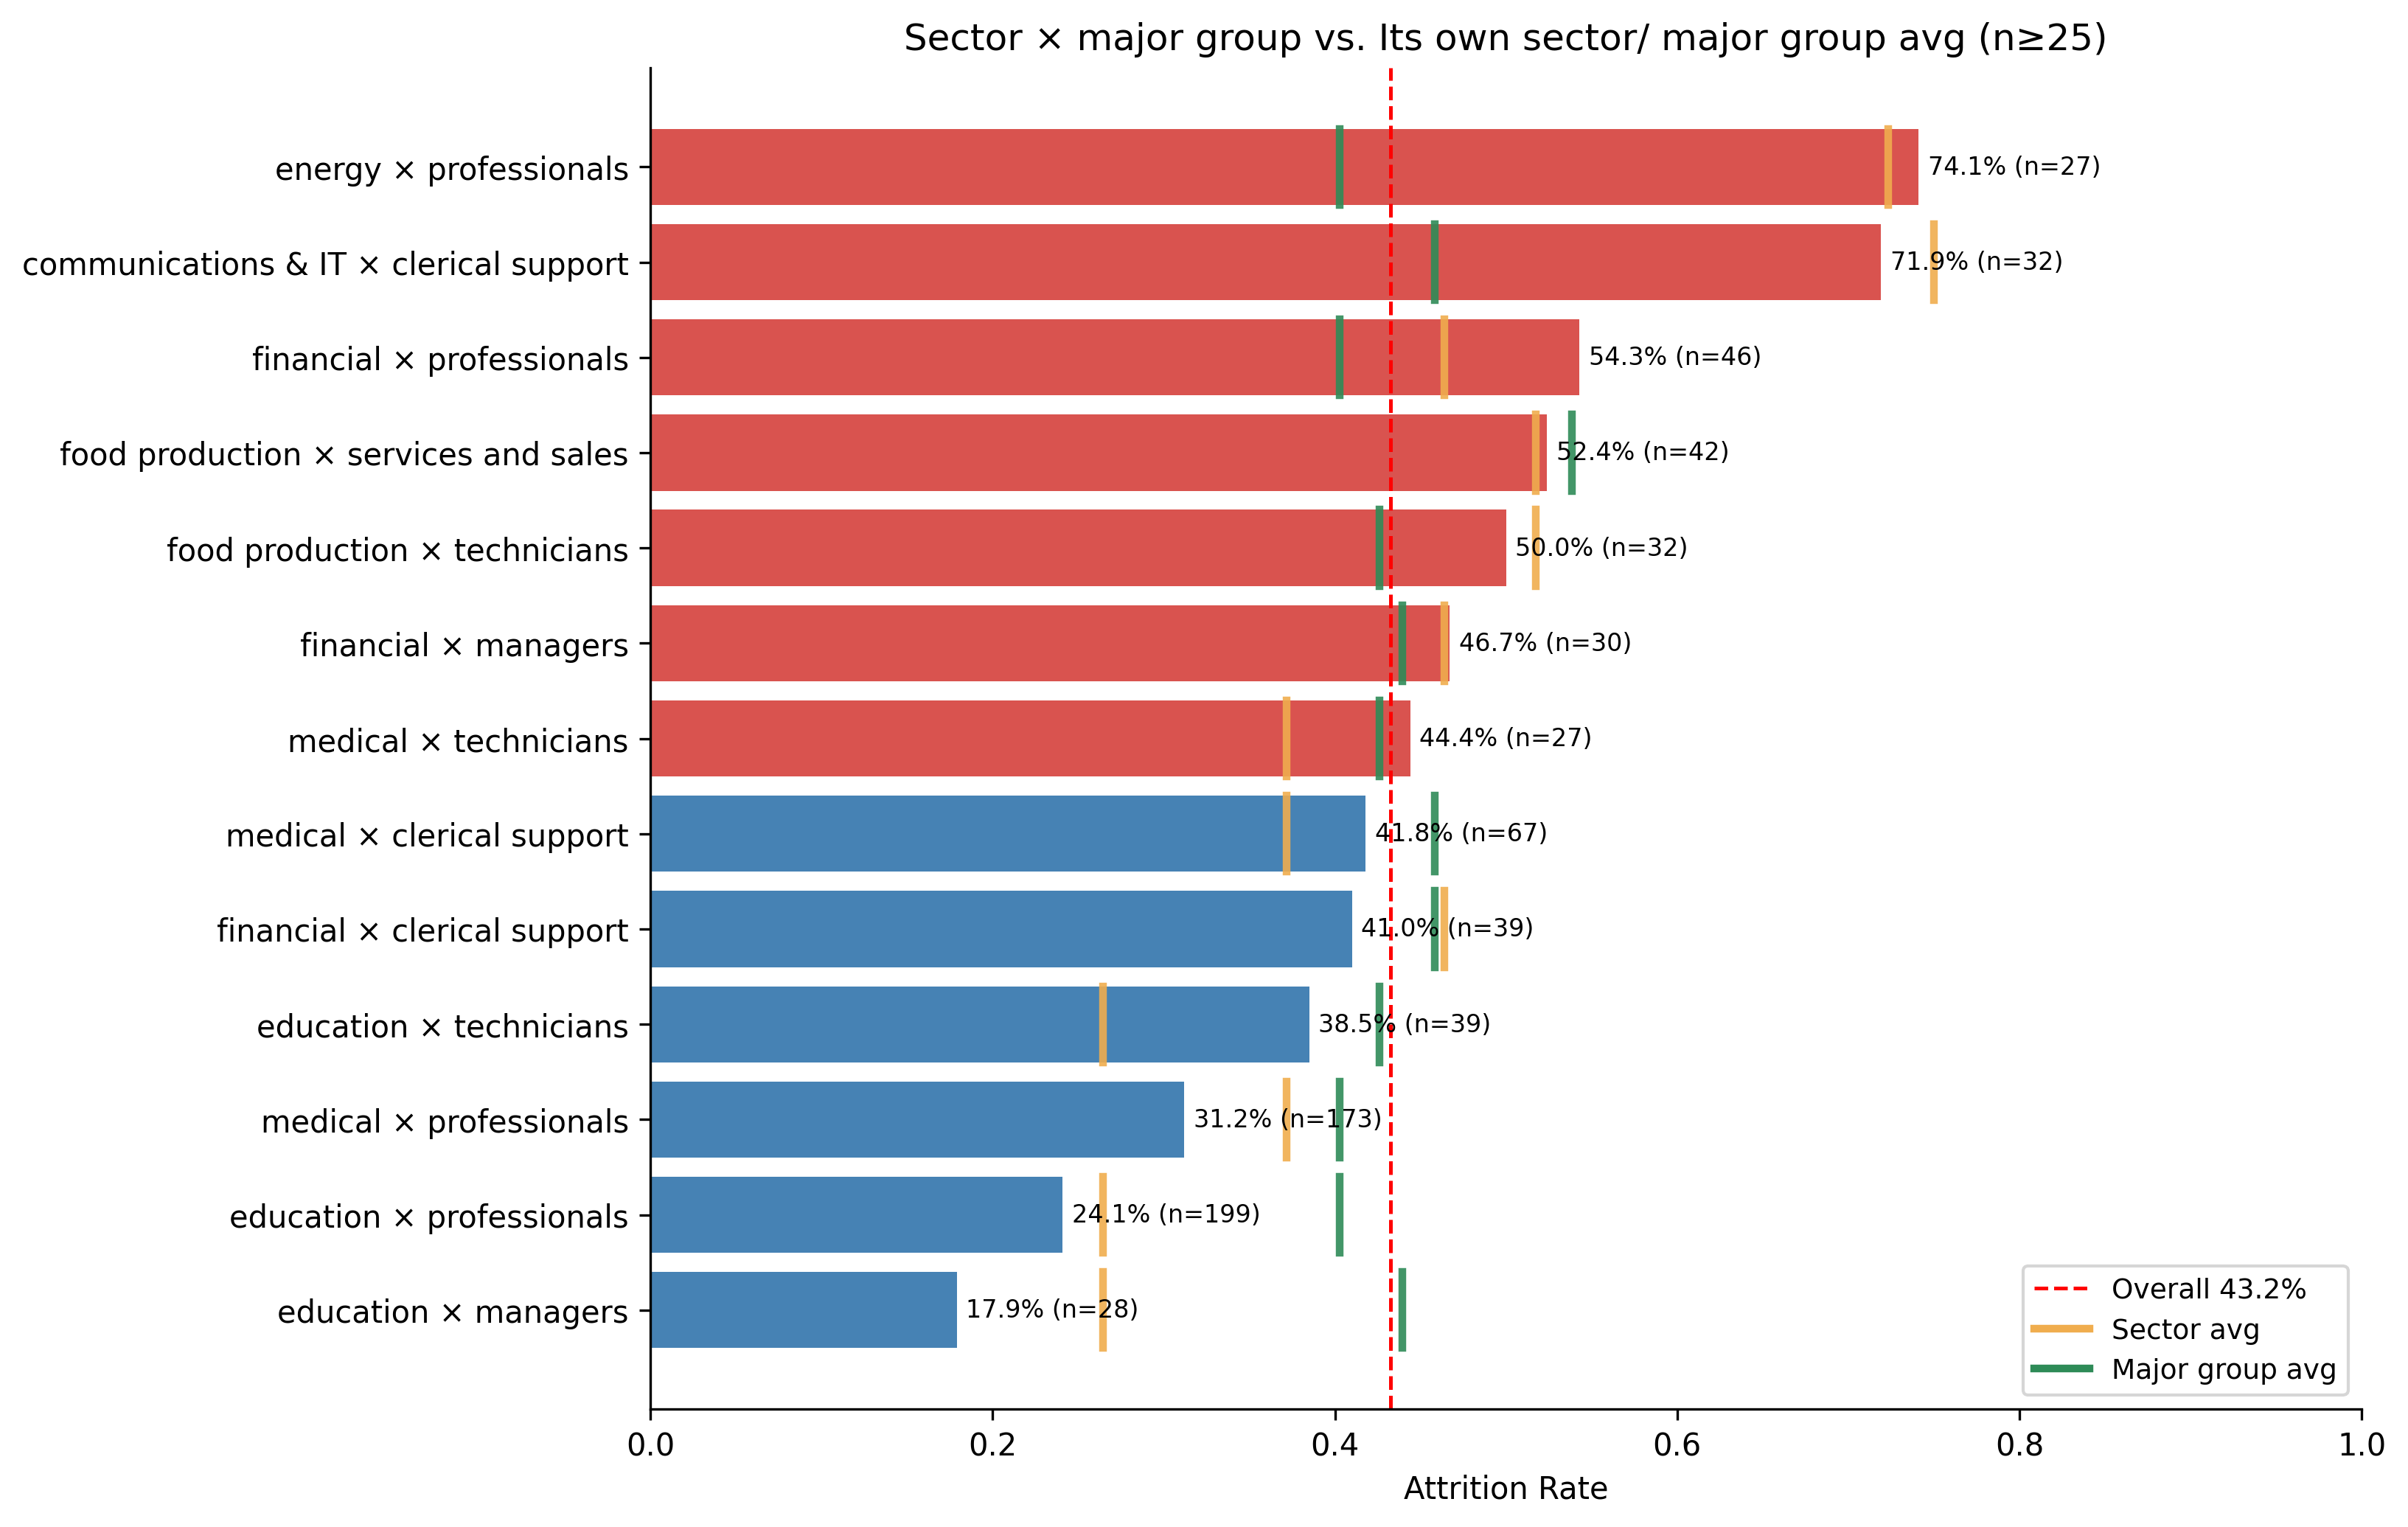 Sector × major group vs. Its own sector/ major group avg (n≥25)
energy × professionals
74.1% (n=27)
communications & IT × clerical support
71.9% (n=32)
financial × professionals
54.3% (n=46)
food production × services and sales
52.4% (n=42)
food production × technicians
50.0% (n=32)
financial × managers
46.7% (n=30)
medical × technicians
44.4% (n=27)
medical × clerical support
41.8% (n=67)
financial × clerical support
41.0% (n=39)
education × technicians
38.5% (n=39)
medical × professionals
31.2% (n=173)
education × professionals
24.1% (n=199)
education × managers
17.9% (n=28)
Overall 43.2%
Sector avg
Major group avg
0.0 0.2 0.4 0.6 0.8 1.0
Attrition Rate